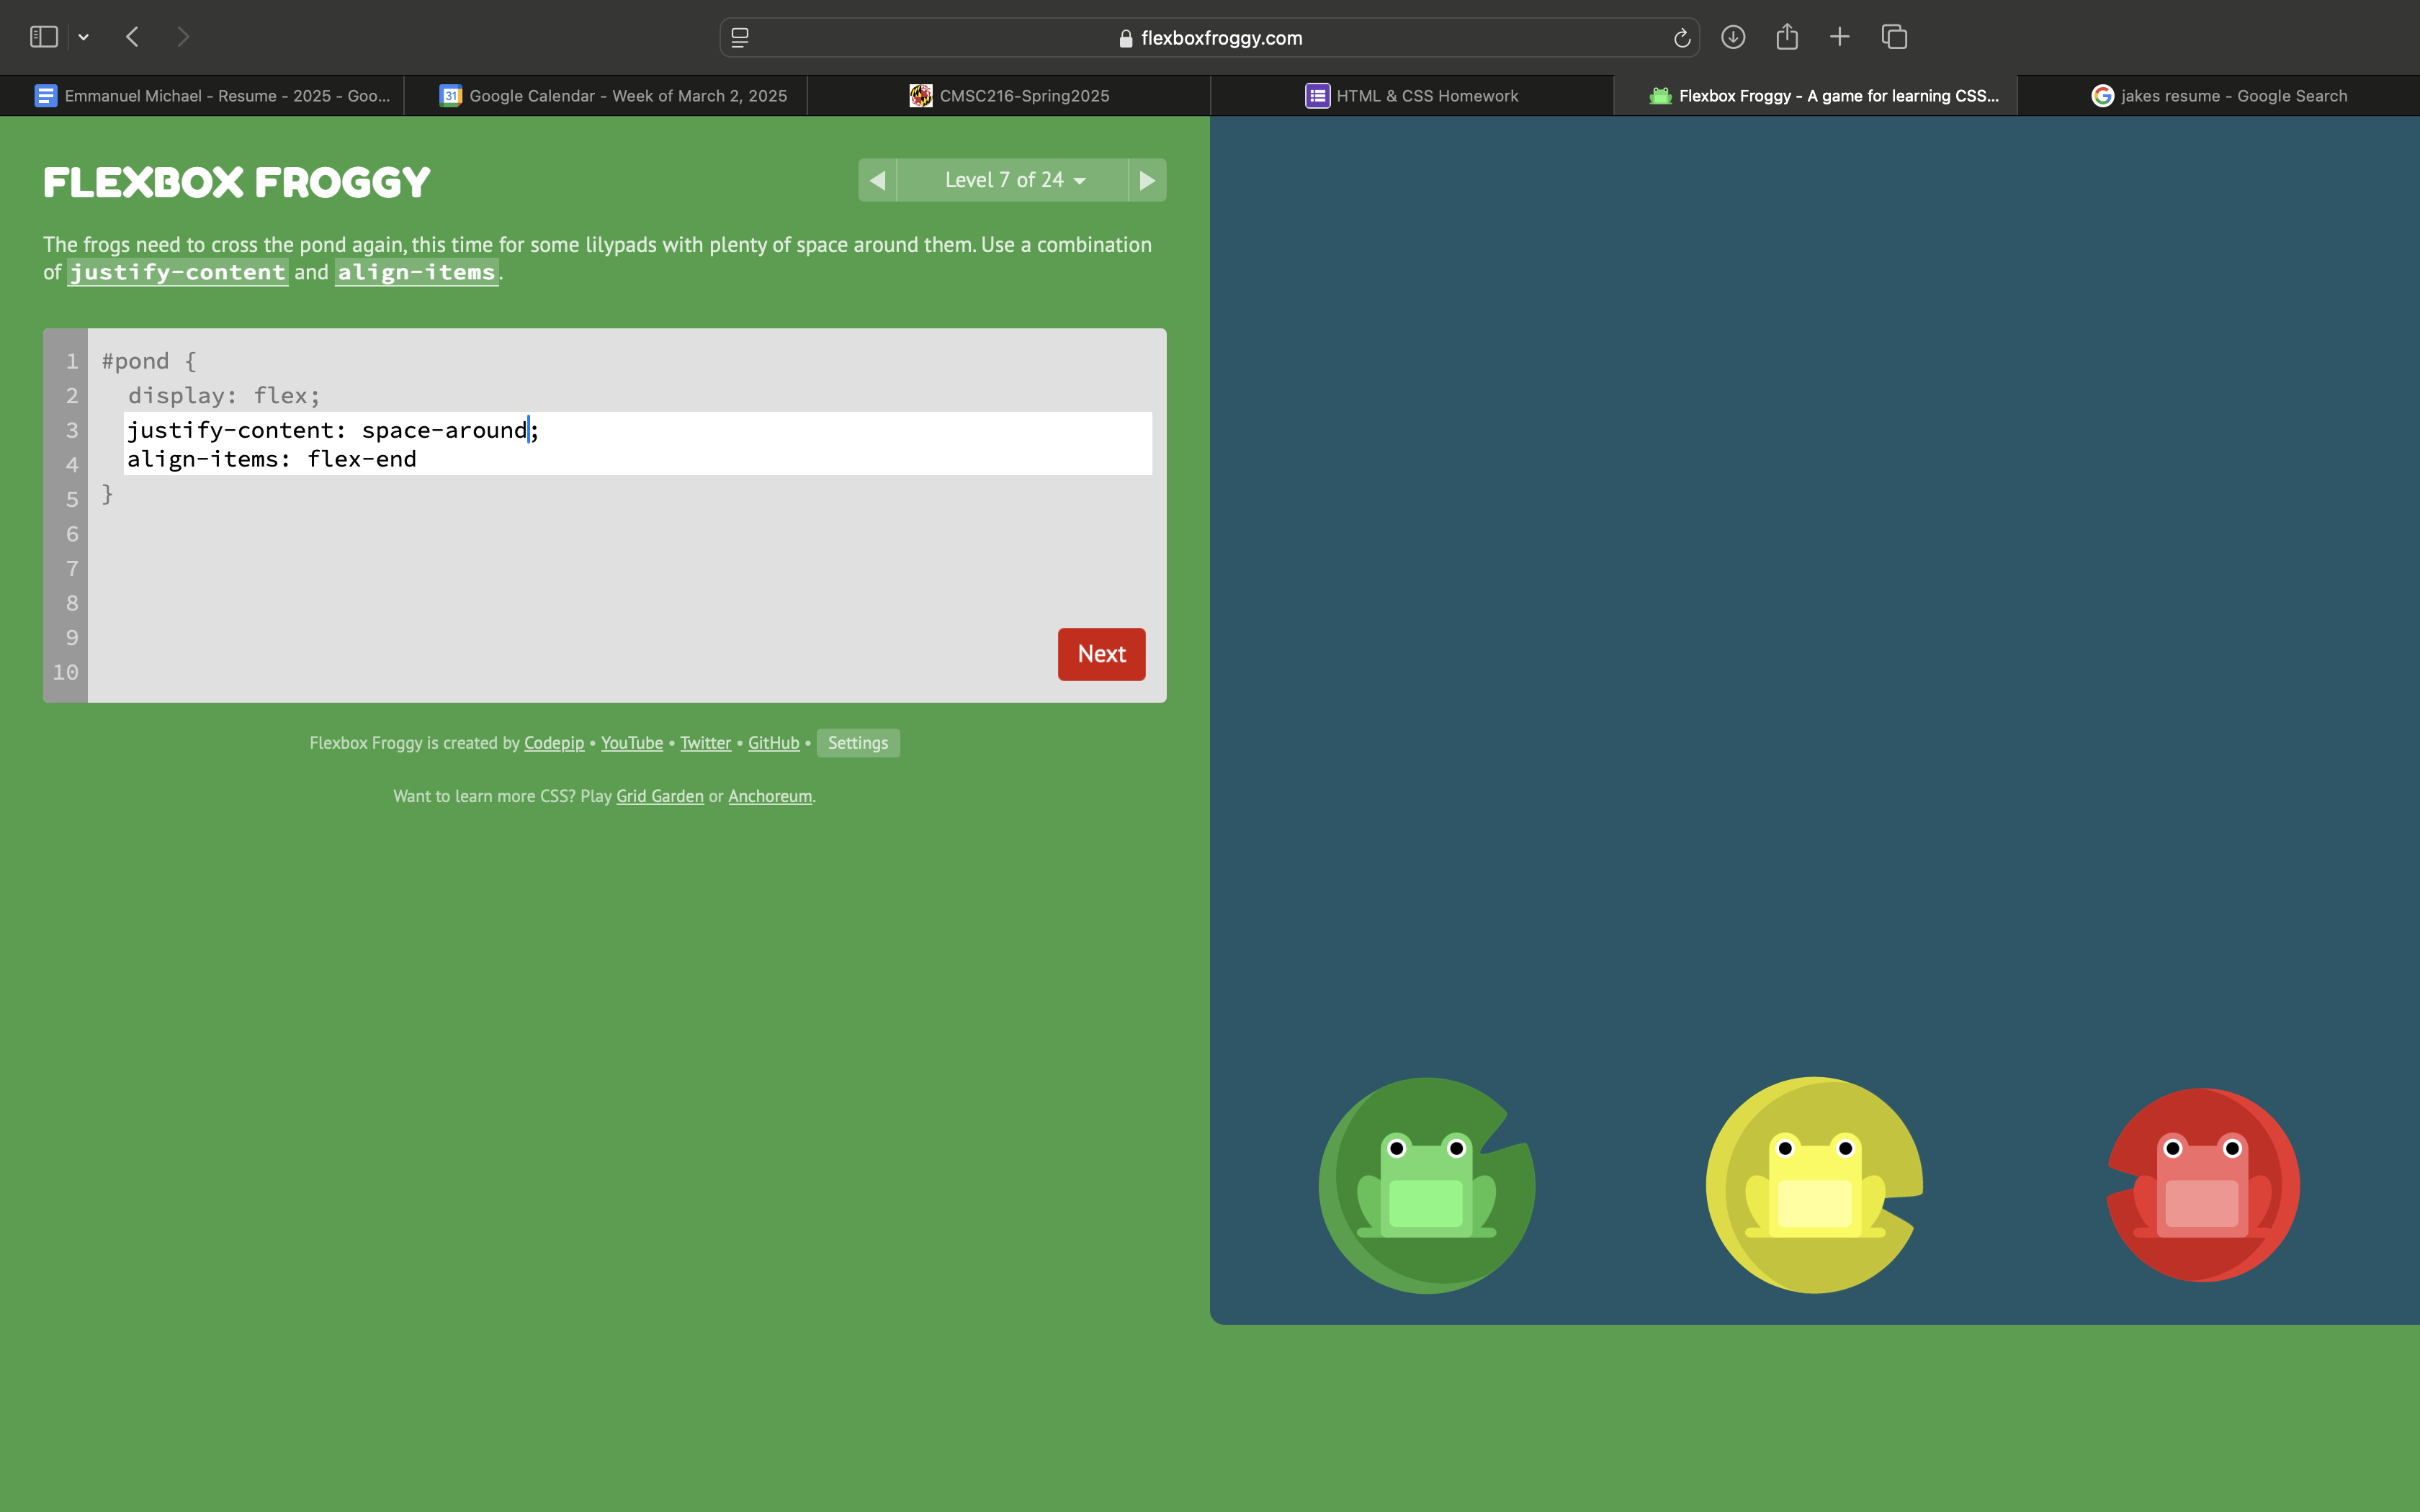 flexboxfroggy.com
Emmanuel Michael - Resume - 2025 - Goo...
31
Google Calendar - Week of March 2, 2025
CMSC216-Spring2025
HTML & CSS Homework
Flexbox Froggy - A game for learning CSS...
jakes resume - Google Search
FLEXBOX FROGGY
Level 7 of 24
The frogs need to cross the pond again, this time for some lilypads with plenty of space around them. Use a combination
of justify-content and align-items.
1 #pond {
2 display: flex;
3 justify-content: space-around;
4 align-items: flex-end
5 }
6
7
8
9
10
Next
Flexbox Froggy is created by Codepip • YouTube • Twitter • GitHub • Settings
Want to learn more CSS? Play Grid Garden or Anchoreum.